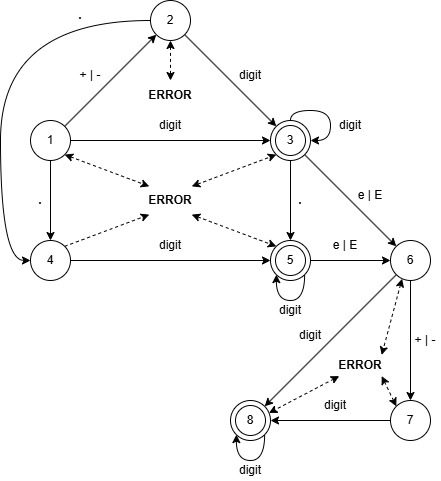 .
2
+ | -
digit
ERROR
digit
1
3
digit
.
ERROR
.
e | E
4
digit
5
e | E
6
digit
digit
+ | -
ERROR
8
digit
7
digit